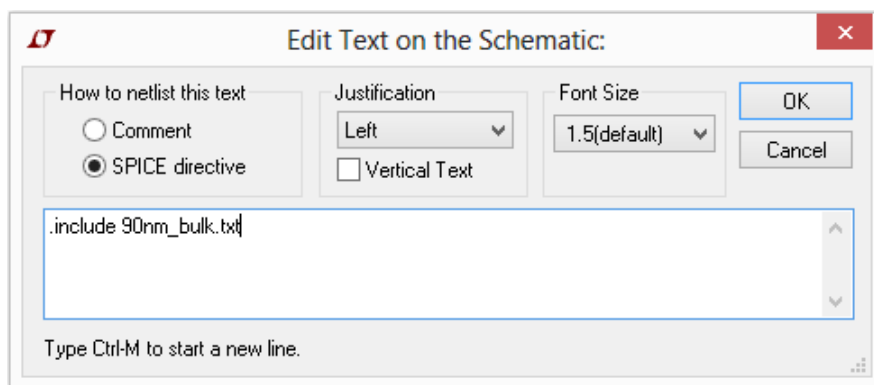 Edit Text on the Schematic:
How to netlist this text
Comment
SPICE directive
Justification
Left
Vertical Text
Font Size
1.5(default)
OK
Cancel
.include 90nm_bulk.txt
Type Ctrl-M to start a new line.